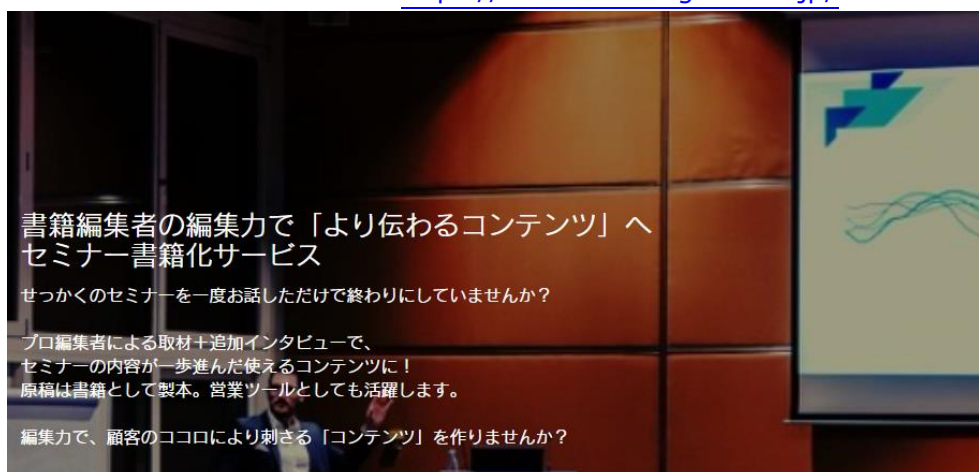 書籍編集者の編集力で「より伝わるコンテンツ」へ
セミナー書籍化サービス
せっかくのセミナーを一度お話しただけで終わりにしていませんか？
プロ編集者による取材＋追加インタビューで、
セミナーの内容が一歩進んだ使えるコンテンツに！
原稿は書籍として製本。営業ツールとしても活躍します。
編集力で、顧客のココロにより刺さる「コンテンツ」を作りませんか？